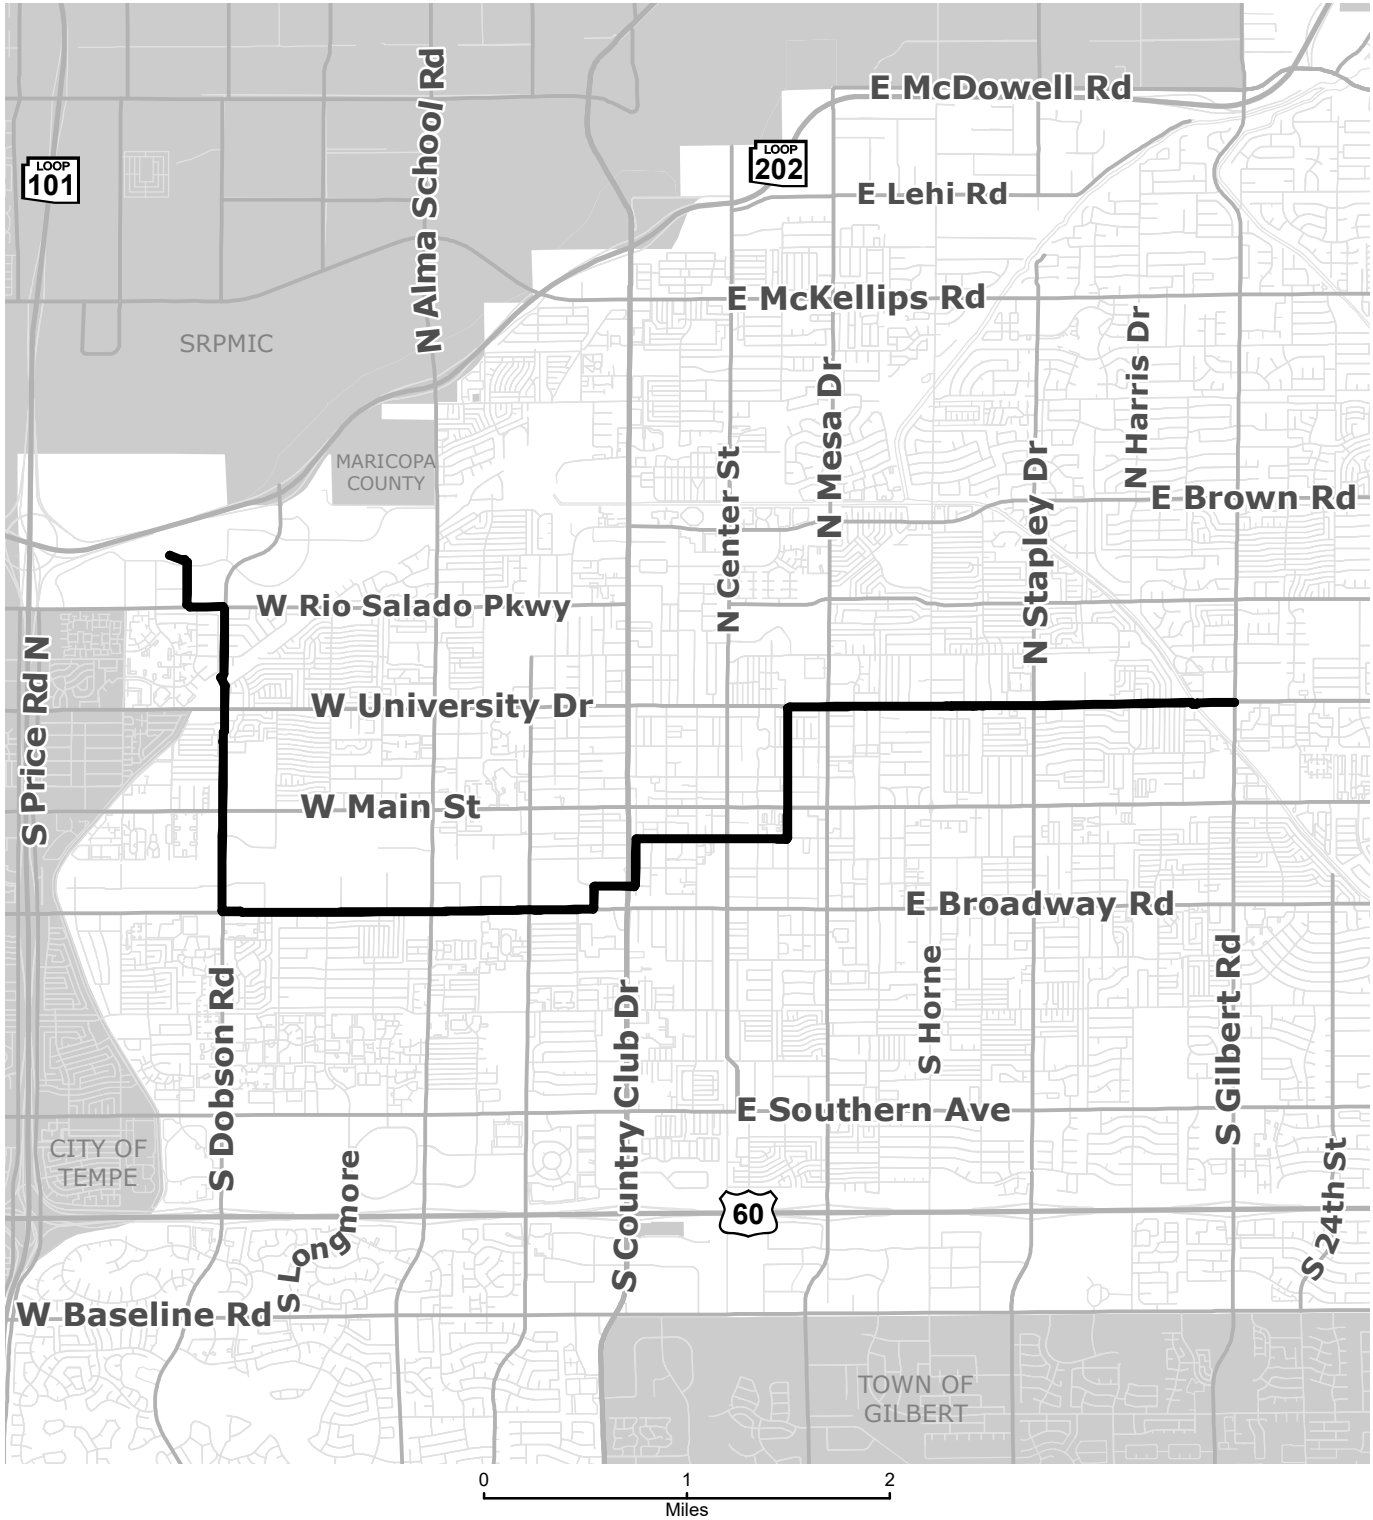 E McDowell Rd
N Alma School Rd
LOOP
101
LOOP
202
E Lehi Rd
E McKellips Rd
SRPMIC
N Harris Dr
N Mesa Dr
MARICOPA
COUNTY
N Center St
N Stapley Dr
E Brown Rd
W Rio Salado Pkwy
S Price Rd N
W University Dr
W Main St
E Broadway Rd
S Dobson Rd
S Country Club Dr
S Horne
S Gilbert Rd
E Southern Ave
CITY OF
TEMPE
S Longmore
60
S 24th St
W Baseline Rd
TOWN OF
GILBERT
0 1 2
Miles